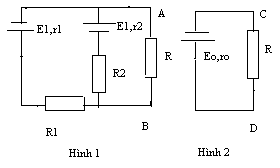 A
C
E1,r1
E1,r2
R
Eo,ro
R
R2
R1
B
D
Hình 1
Hình 2